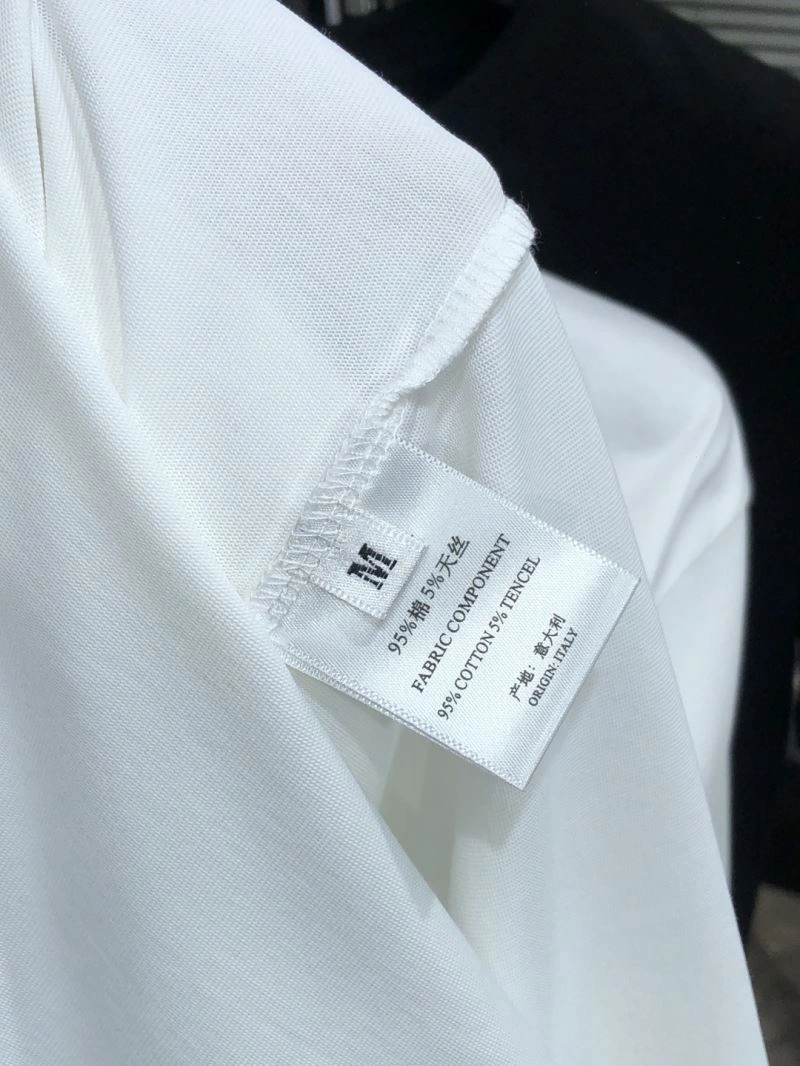 M
95%棉 5%天丝
FABRIC COMPONENT
95% COTTON 5% TENCEL
产地：意大利
ORIGIN: ITALY